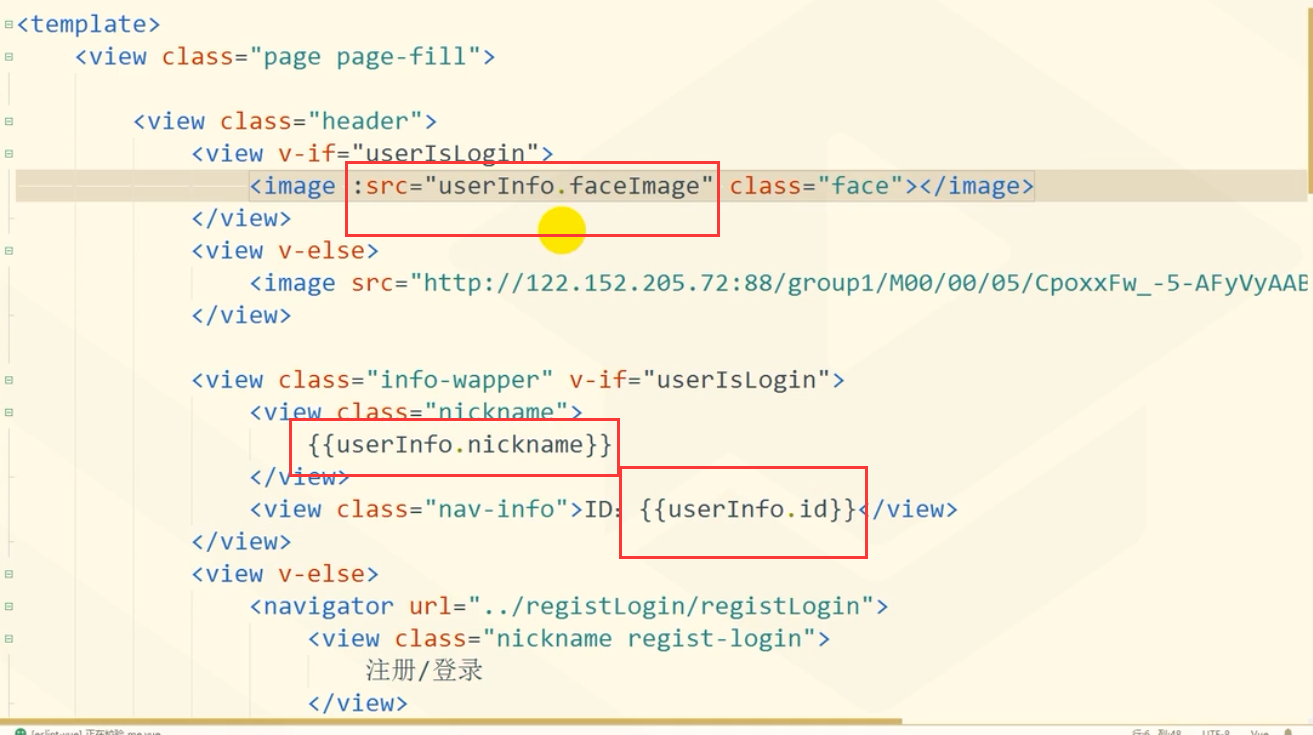 <template>
<view class="page page-fill">
<view class="header">
<view v-if="userIsLogin">
<image :src="userInfo.faceImage" class="face"></image>
</view>
<view v-else>
<image src="http://122.152.205.72:88/group1/M00/00/05/CpoxxFw_-5-AFyVyAAB
</view>
<view class="info-wapper" v-if="userIsLogin">
<view class="nickname">
{{userInfo.nickname}}
</view>
<view class="nav-info">ID：{{userInfo.id}}</view>
</view>
<view v-else>
<navigator url="../registLogin/registLogin">
<view class="nickname regist-login">
注册/登录
</view>